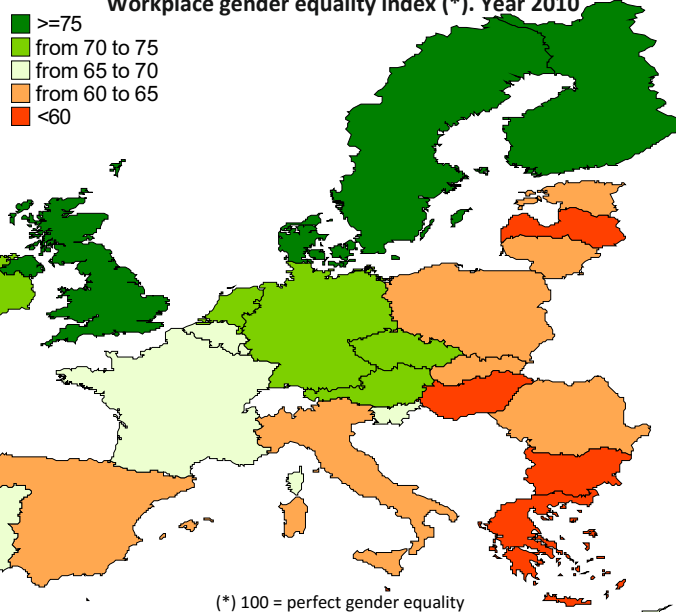 Workplace gender equality index (*). Year 2010
>=75
from 70 to 75
from 65 to 70
from 60 to 65
<60
(*) 100 = perfect gender equality